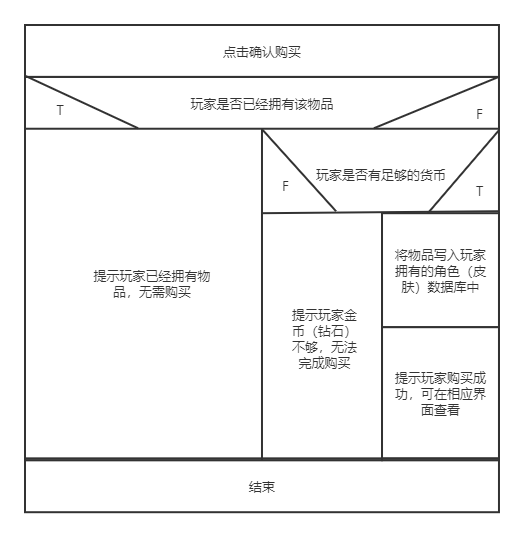 点击确认购买
玩家是否已经拥有该物品
T
F
玩家是否有足够的货币
F
T
提示玩家已经拥有物
品，无需购买
提示玩家金
币（钻石）
不够，无法
完成购买
将物品写入玩家
拥有的角色（皮
肤）数据库中
提示玩家购买成
功，可在相应界
面查看
结束